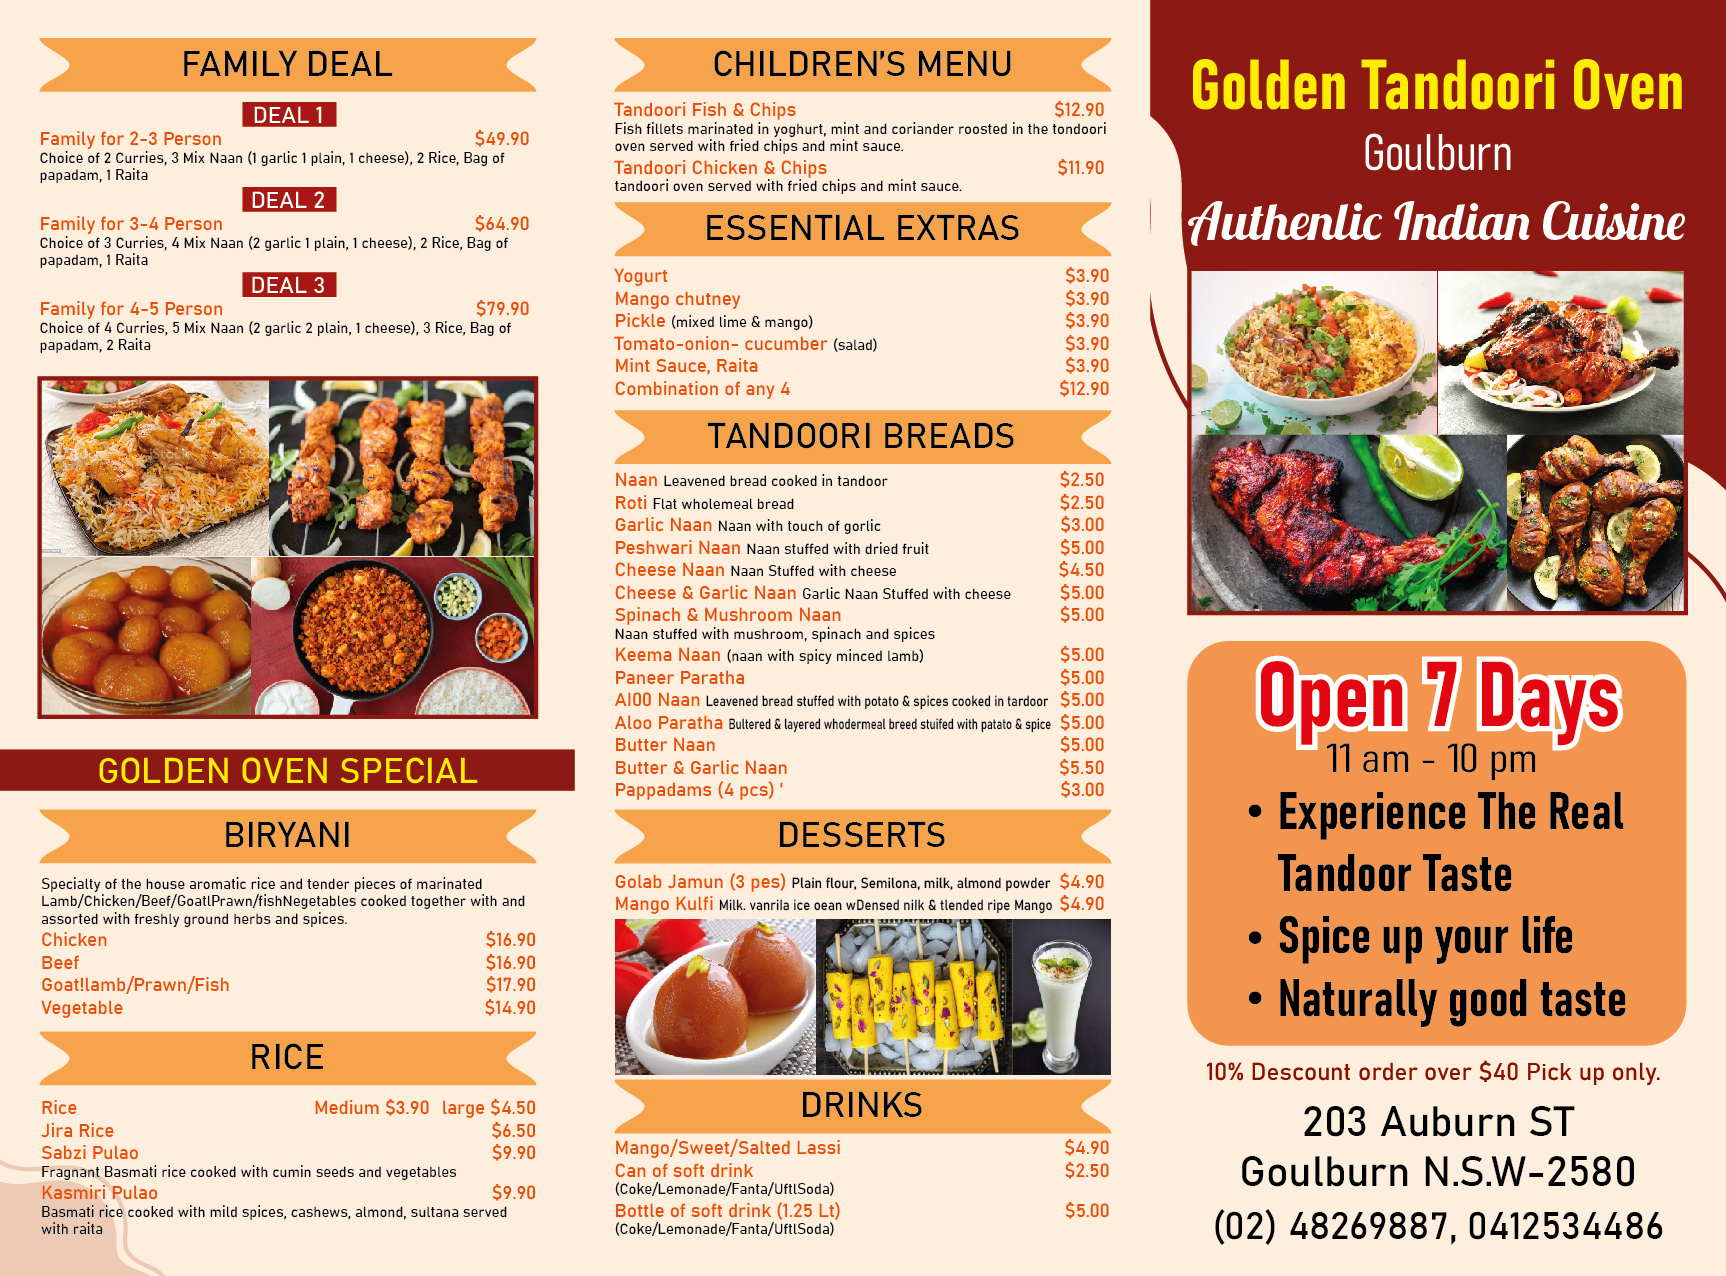 FAMILY DEAL
DEAL 1
Family for 2-3 Person $49.90
Choice of 2 Curries, 3 Mix Naan (1 garlic 1 plain, 1 cheese), 2 Rice, Bag of
papadam, 1 Raita
DEAL 2
Family for 3-4 Person $64.90
Choice of 3 Curries, 4 Mix Naan (2 garlic 1 plain, 1 cheese), 2 Rice, Bag of
papadam, 1 Raita
DEAL 3
Family for 4-5 Person $79.90
Choice of 4 Curries, 5 Mix Naan (2 garlic 2 plain, 1 cheese), 3 Rice, Bag of
papadam, 2 Raita
iStock
GOLDEN OVEN SPECIAL
BIRYANI
Specialty of the house aromatic rice and tender pieces of marinated
Lamb/Chicken/Beef/GoatlPrawn/fishNegetables cooked together with and
assorted with freshly ground herbs and spices.
Chicken $16.90
Beef $16.90
Goat!lamb/Prawn/Fish $17.90
Vegetable $14.90
RICE
Rice Medium $3.90 large $4.50
Jira Rice $6.50
Sabzi Pulao $9.90
Fragnant Basmati rice cooked with cumin seeds and vegetables
Kasmiri Pulao $9.90
Basmati rice cooked with mild spices, cashews, almond, sultana served
with raita
CHILDREN'S MENU
Tandoori Fish & Chips $12.90
Fish fillets marinated in yoghurt, mint and coriander roosted in the tondoori
oven served with fried chips and mint sauce.
Tandoori Chicken & Chips $11.90
tandoori oven served with fried chips and mint sauce.
ESSENTIAL EXTRAS
Yogurt $3.90
Mango chutney $3.90
Pickle (mixed lime & mango) $3.90
Tomato-onion- cucumber (salad) $3.90
Mint Sauce, Raita $3.90
Combination of any 4 $12.90
TANDOORI BREADS
Naan Leavened bread cooked in tandoor $2.50
Roti Flat wholemeal bread $2.50
Garlic Naan Naan with touch of gorlic $3.00
Peshwari Naan Naan stuffed with dried fruit $5.00
Cheese Naan Naan Stuffed with cheese $4.50
Cheese & Garlic Naan Garlic Naan Stuffed with cheese $5.00
Spinach & Mushroom Naan $5.00
Naan stuffed with mushroom, spinach and spices
Keema Naan (naan with spicy minced lamb) $5.00
Paneer Paratha $5.00
Al00 Naan Leavened bread stuffed with potato & spices cooked in tardoor $5.00
Aloo Paratha Bultered & layered whodermeal breed stuifed with patato & spice $5.00
Butter Naan $5.00
Butter & Garlic Naan $5.50
Pappadams (4 pcs) ' $3.00
DESSERTS
Golab Jamun (3 pes) Plain flour, Semilona, milk, almond powder $4.90
Mango Kulfi Milk. vanrila ice oean wDensed nilk & tlended ripe Mango $4.90
DRINKS
Mango/Sweet/Salted Lassi $4.90
Can of soft drink $2.50
(Coke/Lemonade/Fanta/UftlSoda)
Bottle of soft drink (1.25 Lt) $5.00
(Coke/Lemonade/Fanta/UftlSoda)
Golden Tandoori Oven
Goulburn
Authentic Indian Cuisine
Open 7 Days
11 am - 10 pm
• Experience The Real
Tandoor Taste
• Spice up your life
• Naturally good taste
10% Descount order over $40 Pick up only.
203 Auburn ST
Goulburn N.S.W-2580
(02) 48269887, 0412534486